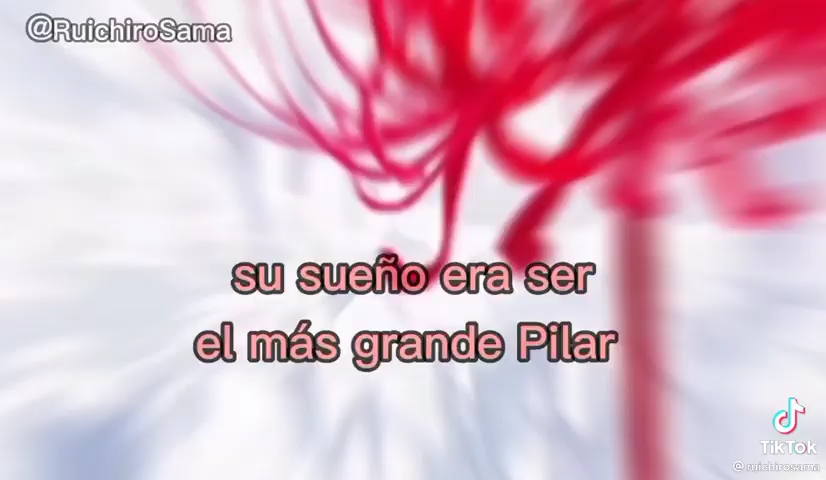 @RuichiroSama
su sueño era ser
el más grande Pilar
TikTok
@ruichirosama